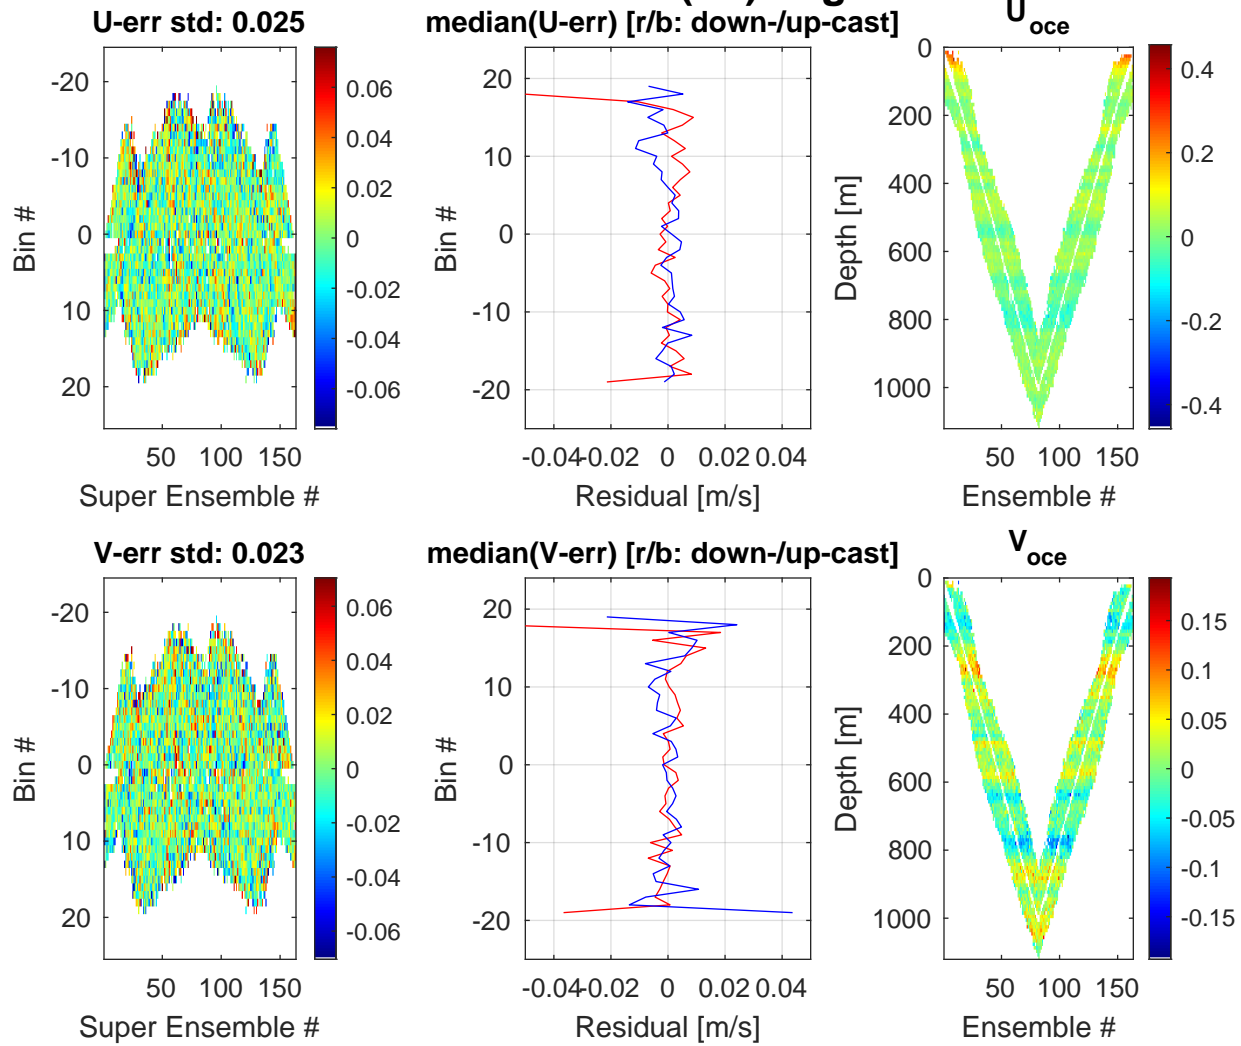 U-err std: 0.025
median(U-err) [r/b: down-/up-cast]
U_oce
-20
-10
0
10
20
Bin #
50 100 150
Super Ensemble #
0.06
0.04
0.02
0
-0.02
-0.04
-0.06
20
10
0
-10
-20
Bin #
-0.04 -0.02 0 0.02 0.04
Residual [m/s]
0
200
400
600
800
1000
Depth [m]
50 100 150
Ensemble #
0.4
0.2
0
-0.2
-0.4
V-err std: 0.023
median(V-err) [r/b: down-/up-cast]
V_oce
-20
-10
0
10
20
Bin #
50 100 150
Super Ensemble #
0.06
0.04
0.02
0
-0.02
-0.04
-0.06
20
10
0
-10
-20
Bin #
-0.04 -0.02 0 0.02 0.04
Residual [m/s]
0
200
400
600
800
1000
Depth [m]
50 100 150
Ensemble #
0.15
0.1
0.05
0
-0.05
-0.1
-0.15